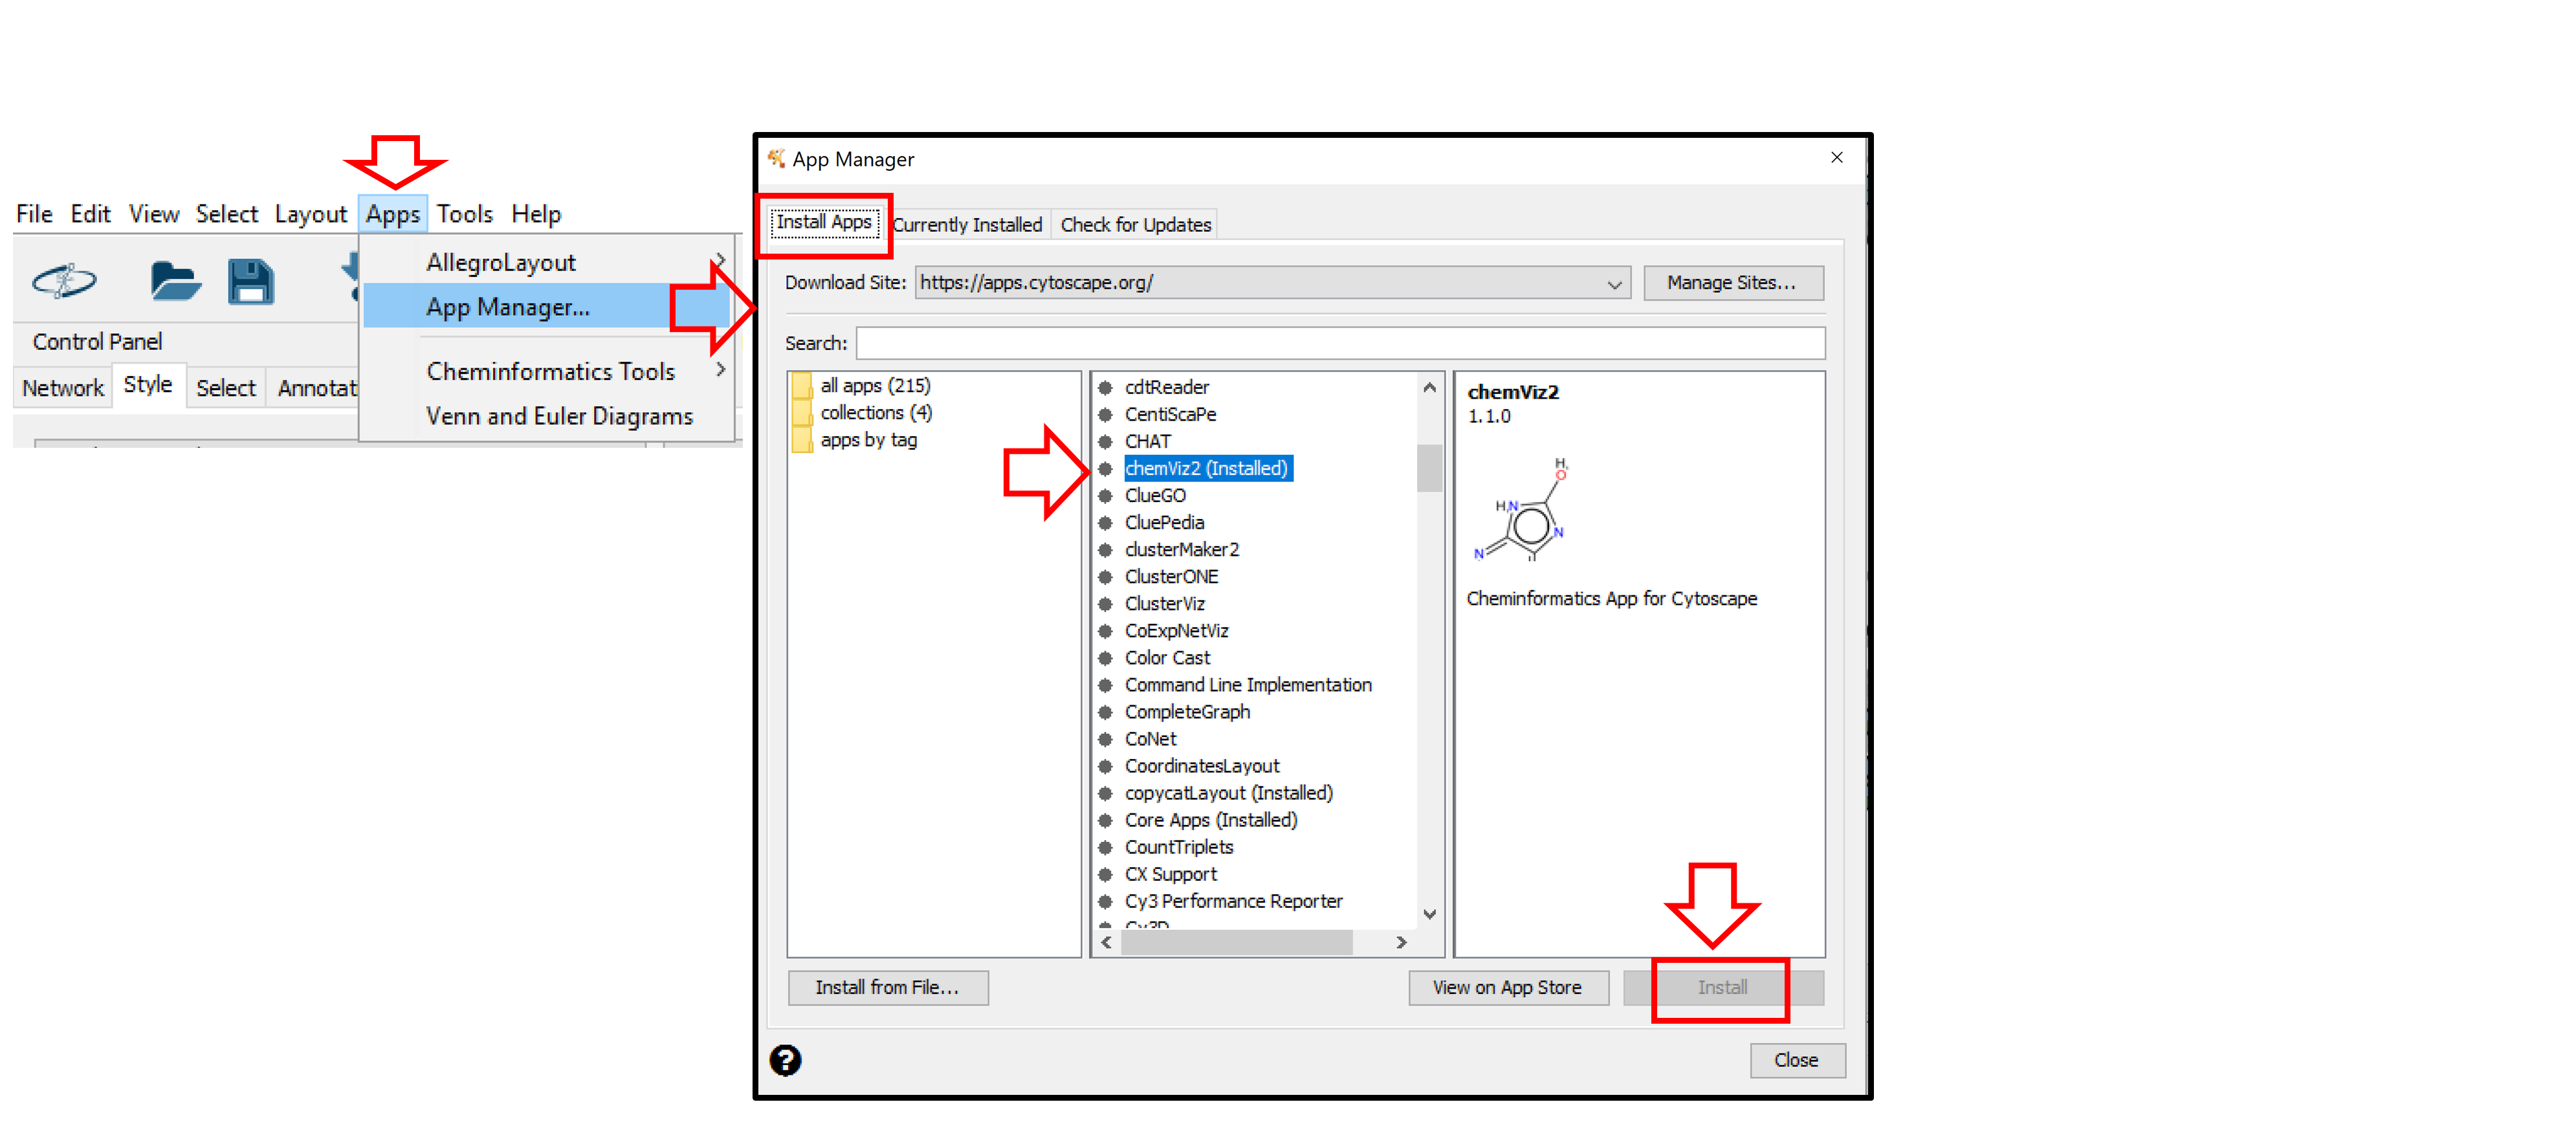 File Edit View Select Layout Apps Tools Help
AllegroLayout
App Manager...
Cheminformatics Tools
Venn and Euler Diagrams
Control Panel
Network Style Select
App Manager
Install Apps Currently Installed Check for Updates
Download Site: https://apps.cytoscape.org/ Manage Sites...
Search:
all apps (215)
collections (4)
apps by tag
cdtReader
CentiScaPe
CHAT
chemViz2 (Installed)
ClueGO
CluePedia
clusterMaker2
ClusterONE
ClusterViz
CoExpNetViz
Color Cast
Command Line Implementation
CompleteGraph
CoNet
CoordinatesLayout
copycatLayout (Installed)
Core Apps (Installed)
CountTriplets
CX Support
Cy3 Performance Reporter
Cy3D
chemViz2
1.1.0
H
O
H N
N
N
H
Cheminformatics App for Cytoscape
Install from File... View on App Store Install
? Close